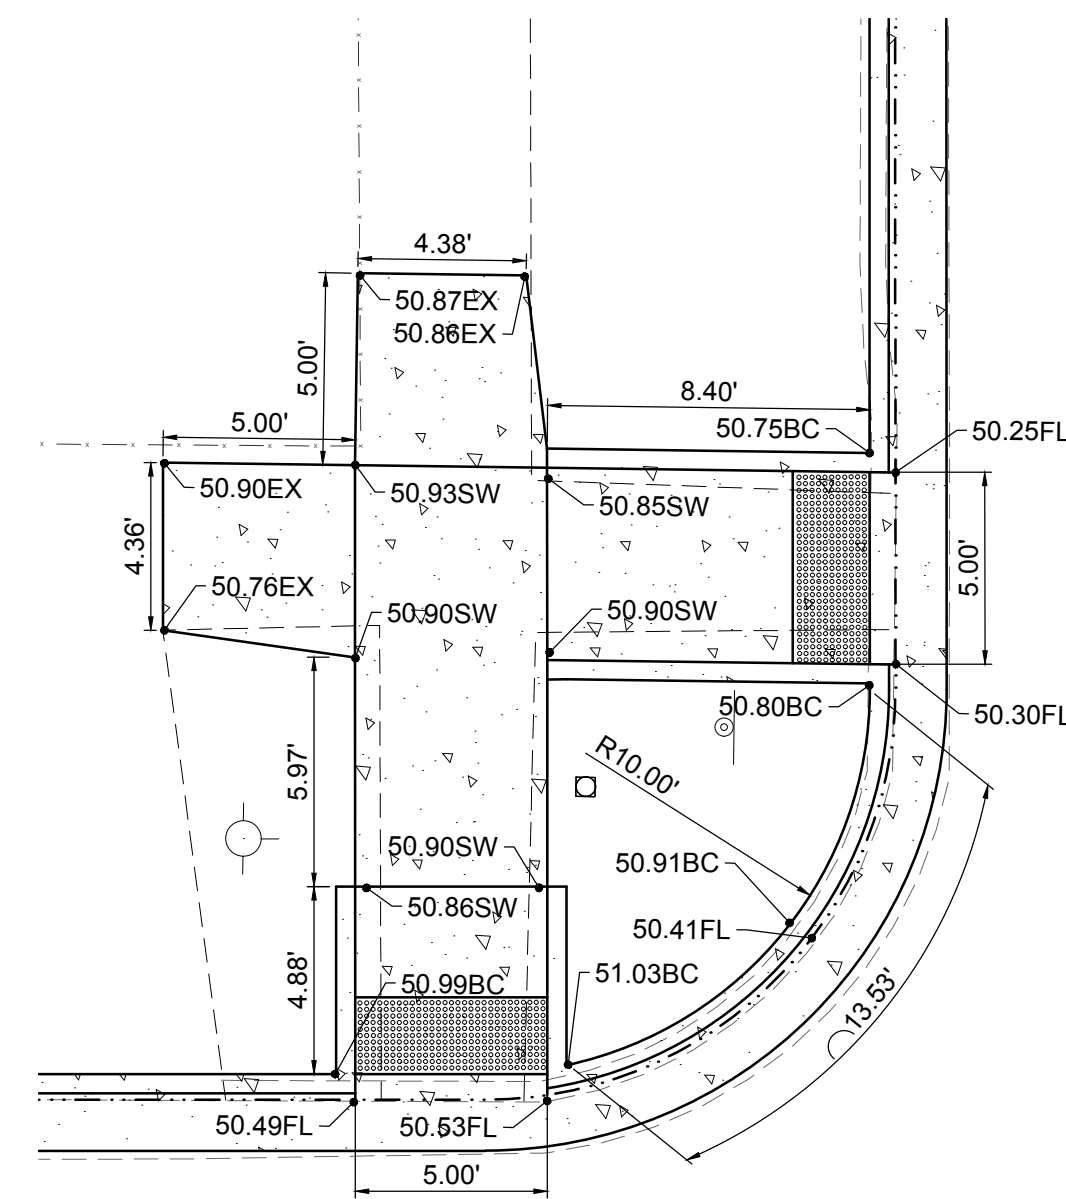 4.38'
50.87EX
50.86EX
5.00'
8.40'
5.00'
50.75BC
50.25FL
50.90EX
50.93SW
50.85SW
4.36'
50.76EX
50.90SW
50.90SW
5.00'
50.80BC
50.30FL
R10.00'
5.97'
50.90SW
50.91BC
50.86SW
50.41FL
4.88'
50.99BC
51.03BC
13.53'
50.49FL
50.53FL
5.00'